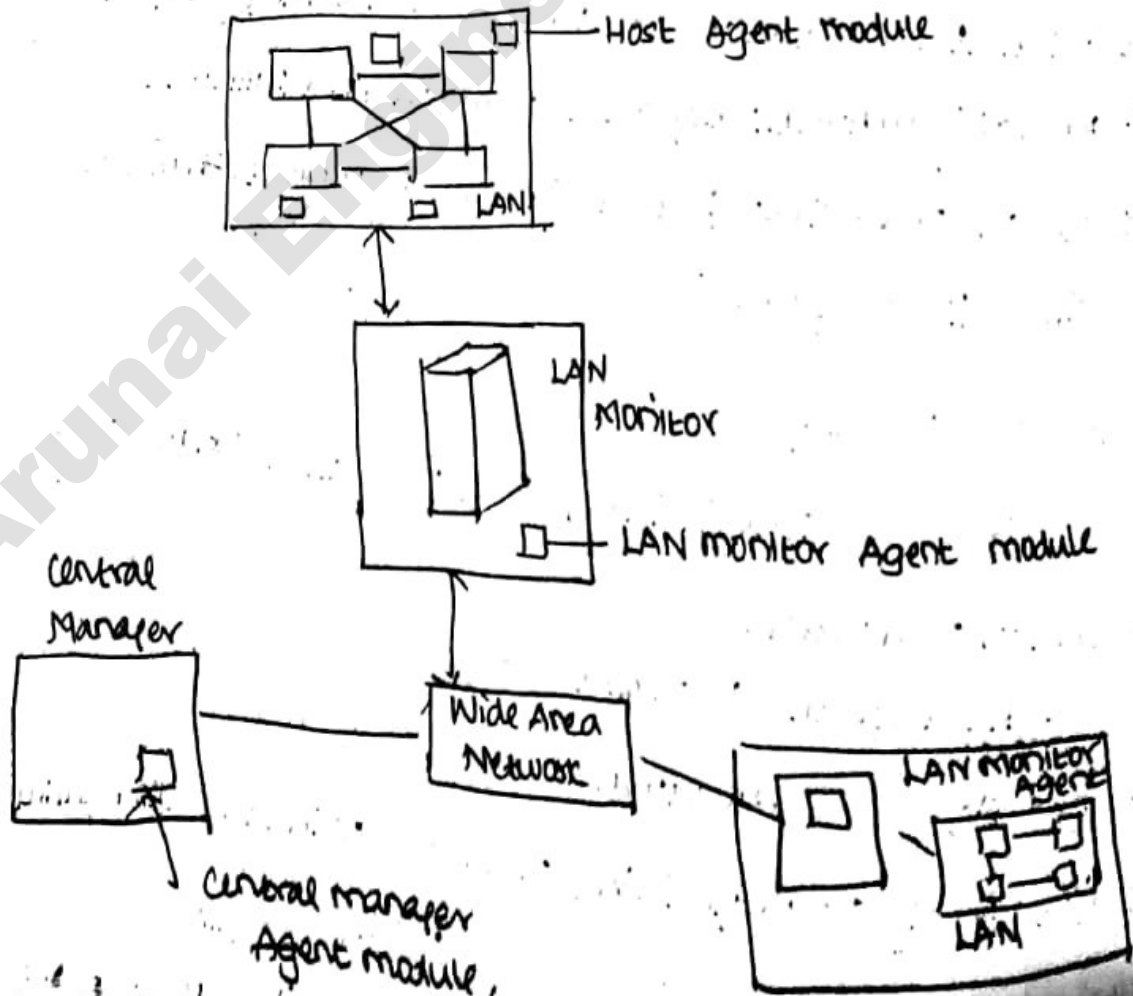 Host Agent module .
LAN
LAN
Monitor
LAN monitor Agent module
Central
Manager
Wide Area
Network
LAN monitor
Agent
LAN
Central manager
Agent module,
Arunai